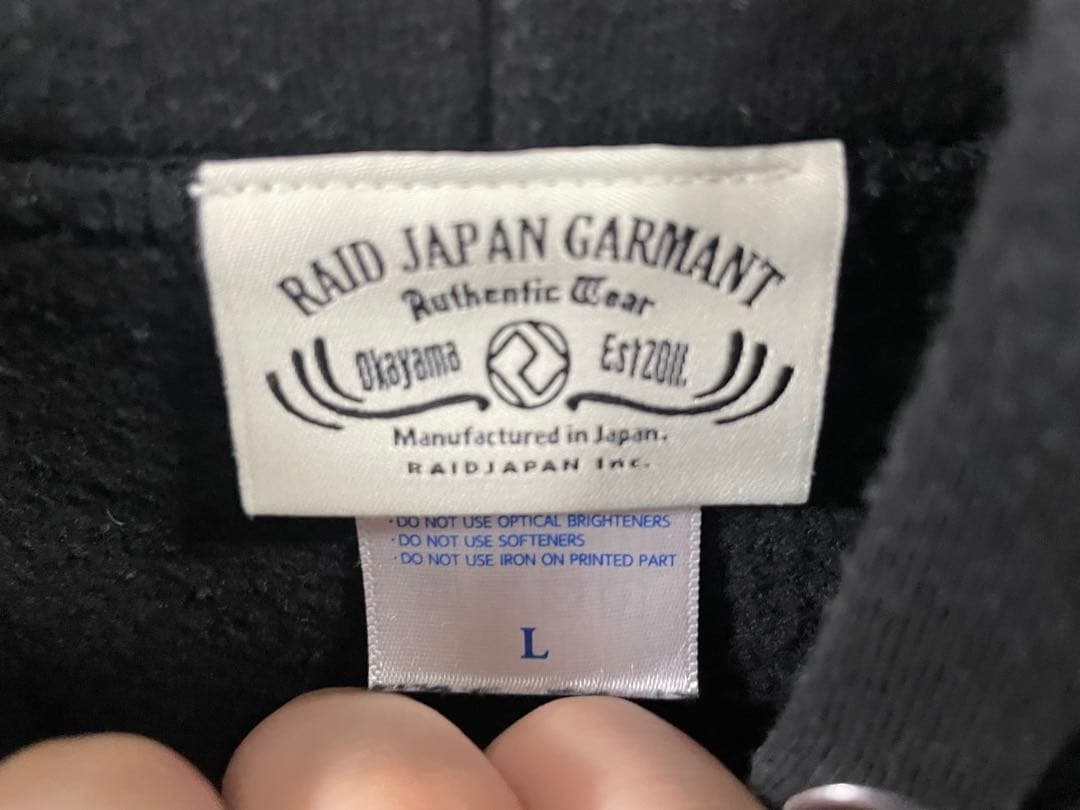 RAID JAPAN GARMANT
Authentic Wear
Okayama Est2011.
Manufactured in Japan.
RAIDJAPAN Inc.
·DO NOT USE OPTICAL BRIGHTENERS
·DO NOT USE SOFTENERS
·DO NOT USE IRON ON PRINTED PART
L